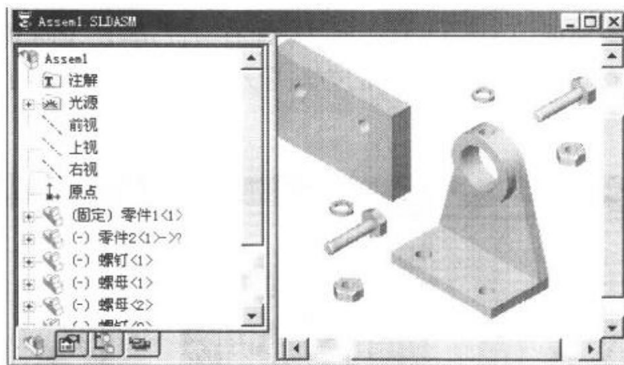 Assem1 SLDASM
Assem1
注解
光源
前视
上视
右视
原点
(固定) 零件1<1>
(-) 零件2<1>->?
(-) 螺钉<1>
(-) 螺母<1>
(-) 螺母<2>